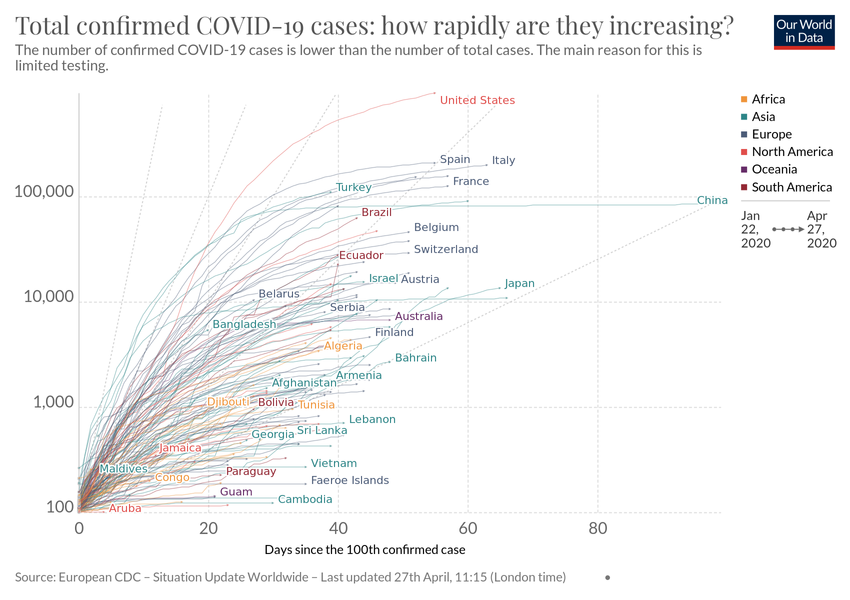 Total confirmed COVID-19 cases: how rapidly are they increasing?
The number of confirmed COVID-19 cases is lower than the number of total cases. The main reason for this is
limited testing.
Our World
in Data
United States
Africa
Asia
Europe
North America
Oceania
South America
Jan
22,
2020
Apr
27,
2020
Spain
Italy
France
Turkey
100,000
China
Brazil
Belgium
Switzerland
Ecuador
Israel
Austria
Japan
Belarus
10,000
Serbia
Australia
Bangladesh
Finland
Algeria
Bahrain
Armenia
Afghanistan
Djibouti
Bolivia
Tunisia
1,000
Lebanon
Sri Lanka
Georgia
Jamaica
Maldives
Vietnam
Paraguay
Congo
Faeroe Islands
Guam
Cambodia
Aruba
100
0
20
40
60
80
Days since the 100th confirmed case
Source: European CDC – Situation Update Worldwide – Last updated 27th April, 11:15 (London time)